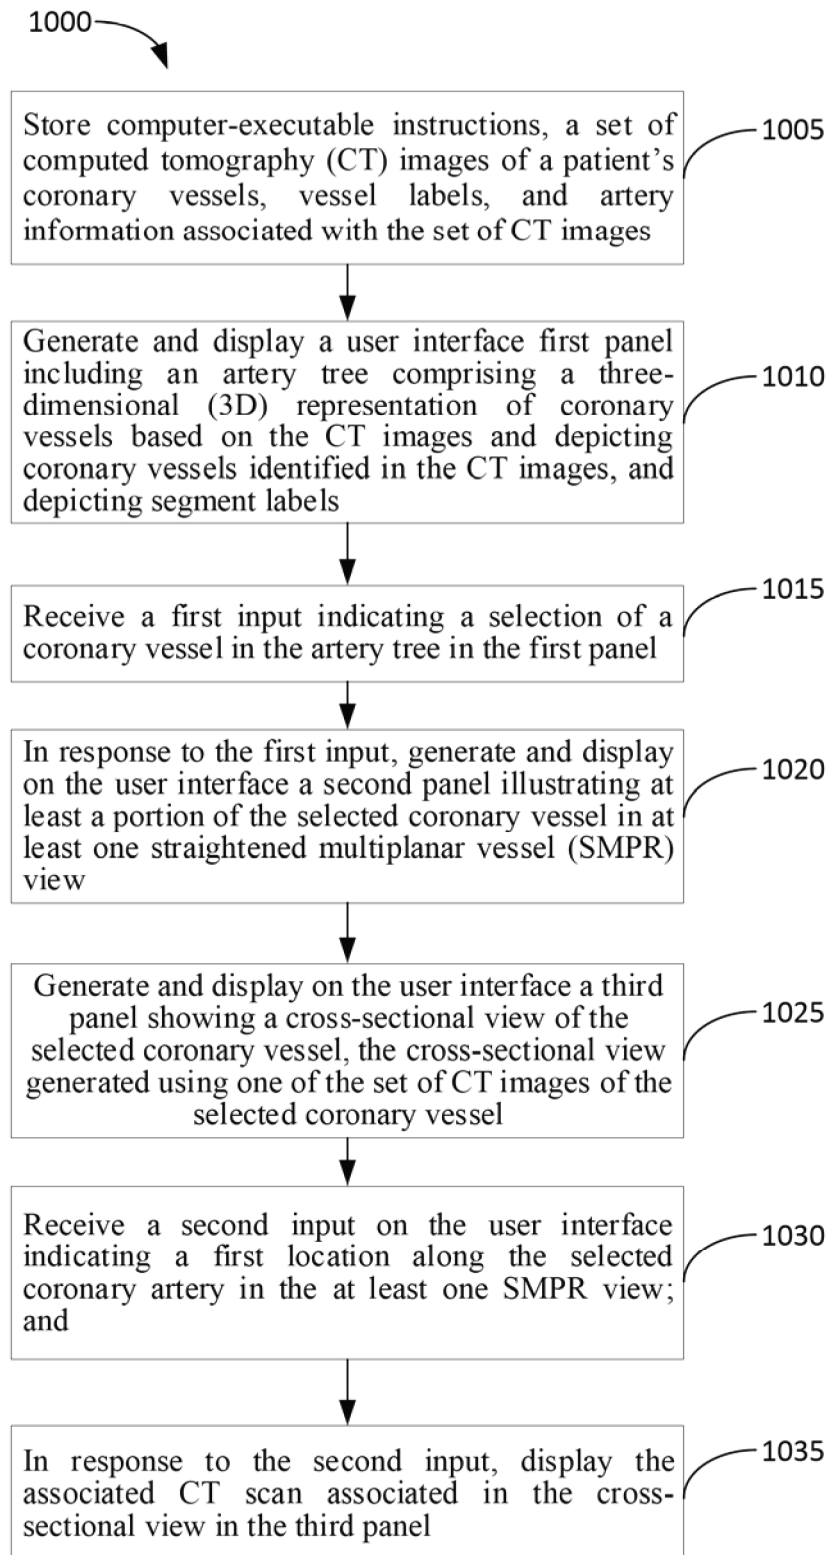 1000
Store computer-executable instructions, a set of
computed tomography (CT) images of a patient's
coronary vessels, vessel labels, and artery
information associated with the set of CT images
1005
Generate and display a user interface first panel
including an artery tree comprising a three-
dimensional (3D) representation of coronary
vessels based on the CT images and depicting
coronary vessels identified in the CT images, and
depicting segment labels
1010
Receive a first input indicating a selection of a
coronary vessel in the artery tree in the first panel
1015
In response to the first input, generate and display
on the user interface a second panel illustrating at
least a portion of the selected coronary vessel in at
least one straightened multiplanar vessel (SMPR)
view
1020
Generate and display on the user interface a third
panel showing a cross-sectional view of the
selected coronary vessel, the cross-sectional view
generated using one of the set of CT images of the
selected coronary vessel
1025
Receive a second input on the user interface
indicating a first location along the selected
coronary artery in the at least one SMPR view;
and
1030
In response to the second input, display the
associated CT scan associated in the cross-
sectional view in the third panel
1035